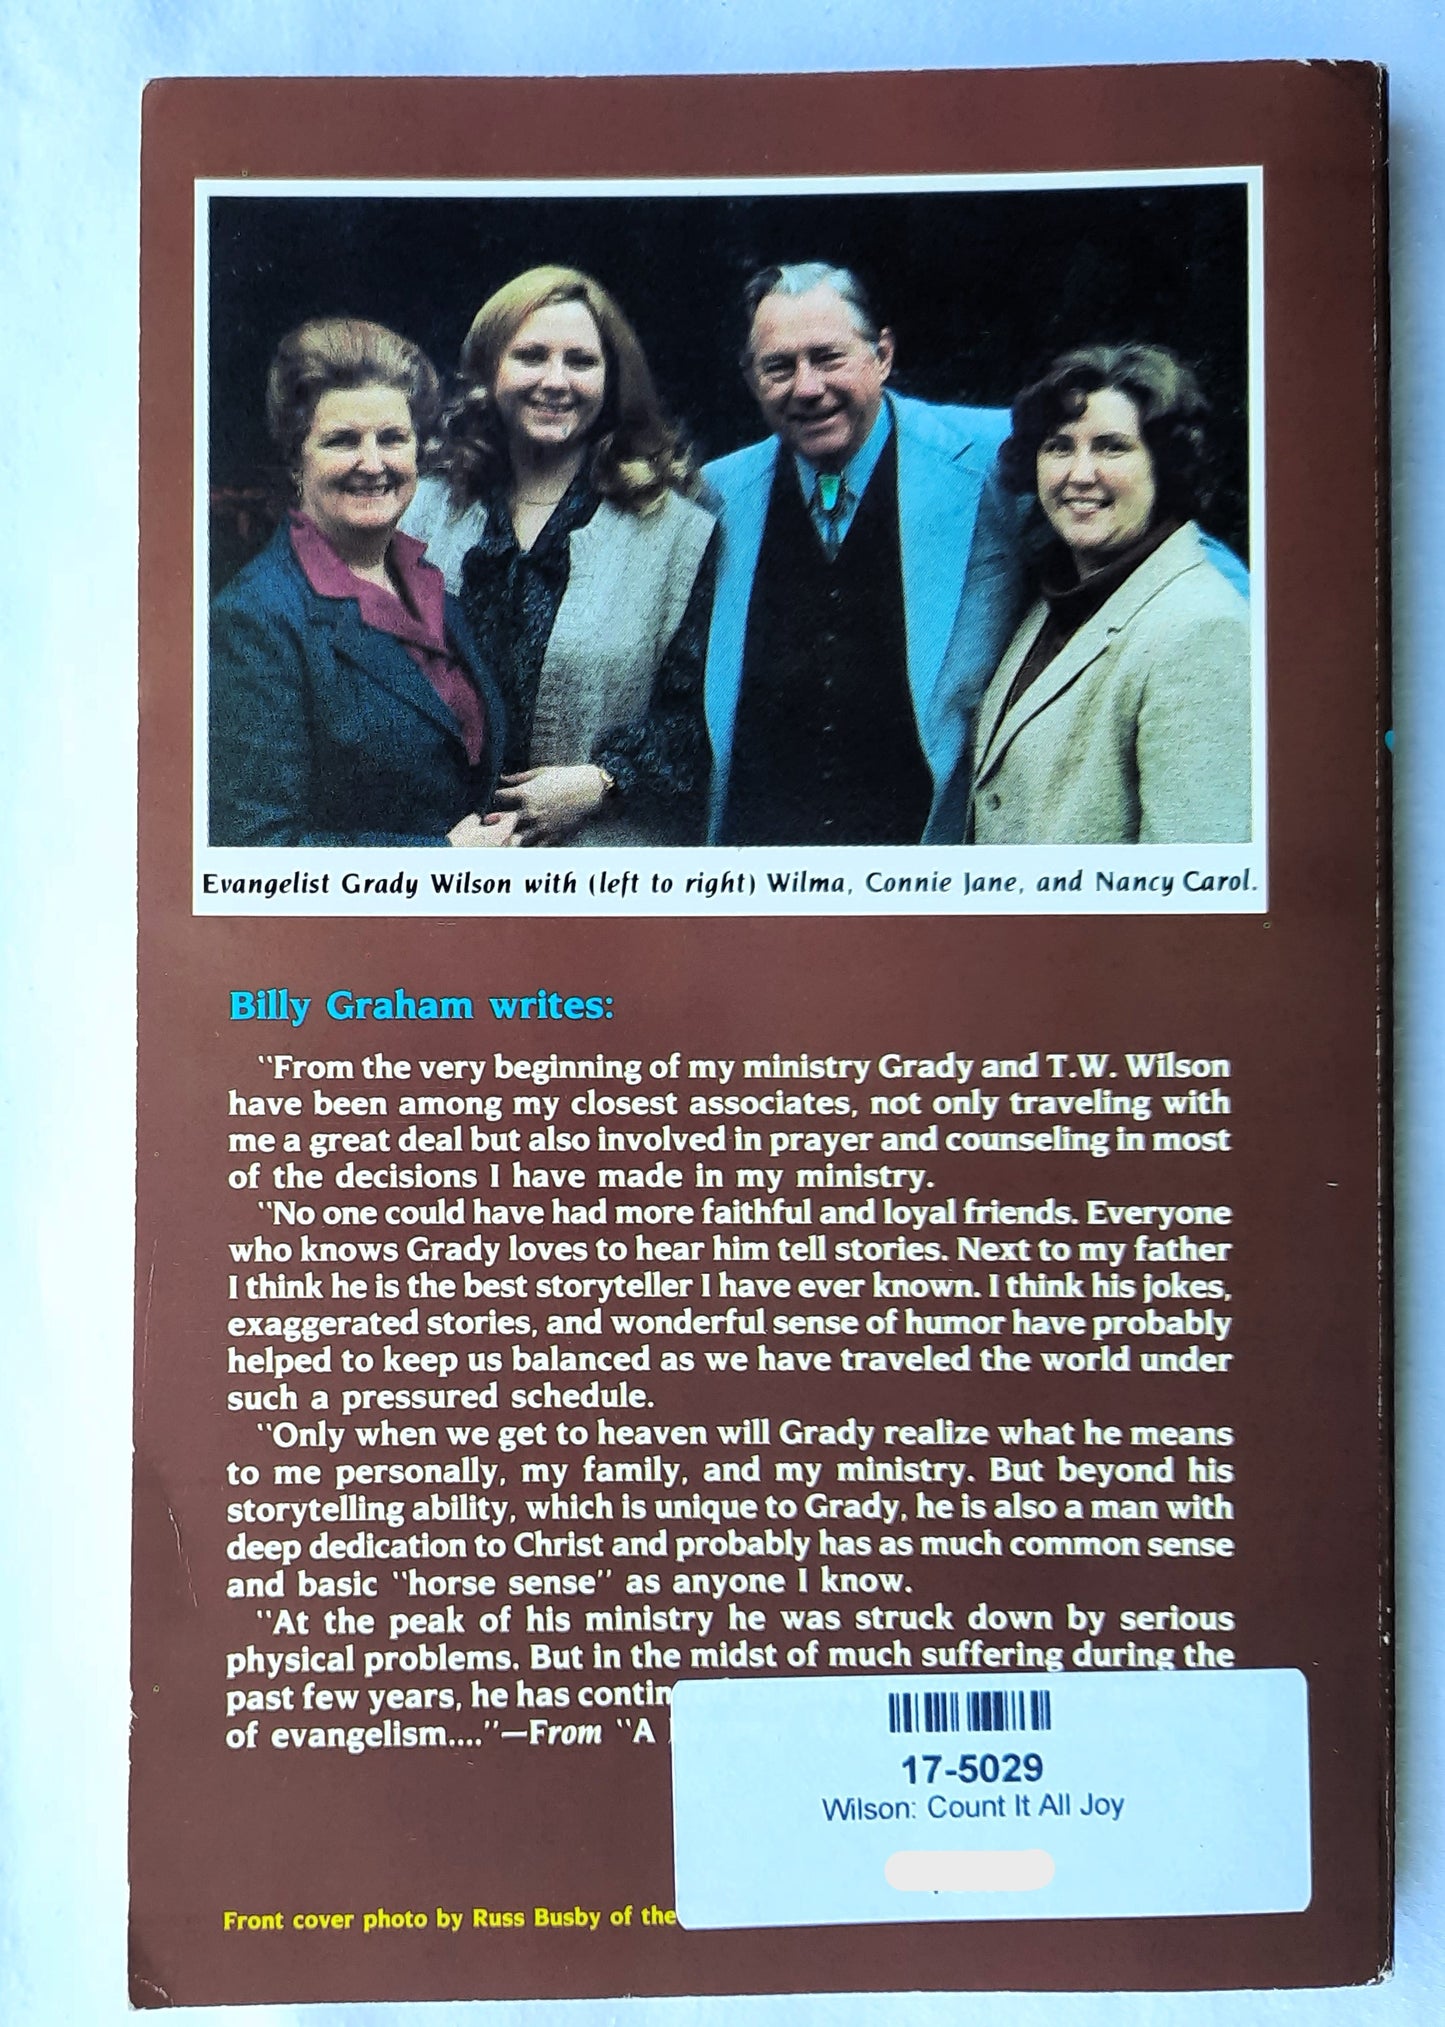 Evangelist Grady Wilson with (left to right) Wilma, Connie Jane, and Nancy Carol.
Billy Graham writes:
"From the very beginning of my ministry Grady and T.W. Wilson
have been among my closest associates, not only traveling with
me a great deal but also involved in prayer and counseling in most
of the decisions I have made in my ministry.
"No one could have had more faithful and loyal friends. Everyone
who knows Grady loves to hear him tell stories. Next to my father
I think he is the best storyteller I have ever known. I think his jokes,
exaggerated stories, and wonderful sense of humor have probably
helped to keep us balanced as we have traveled the world under
such a pressured schedule.
"Only when we get to heaven will Grady realize what he means
to me personally, my family, and my ministry. But beyond his
storytelling ability, which is unique to Grady, he is also a man with
deep dedication to Christ and probably has as much common sense
and basic "horse sense" as anyone I know.
"At the peak of his ministry he was struck down by serious
physical problems. But in the midst of much suffering during the
past few years, he has contin
of evangelism...."—From "A
17-5029
Wilson: Count It All Joy
Front cover photo by Russ Busby of the